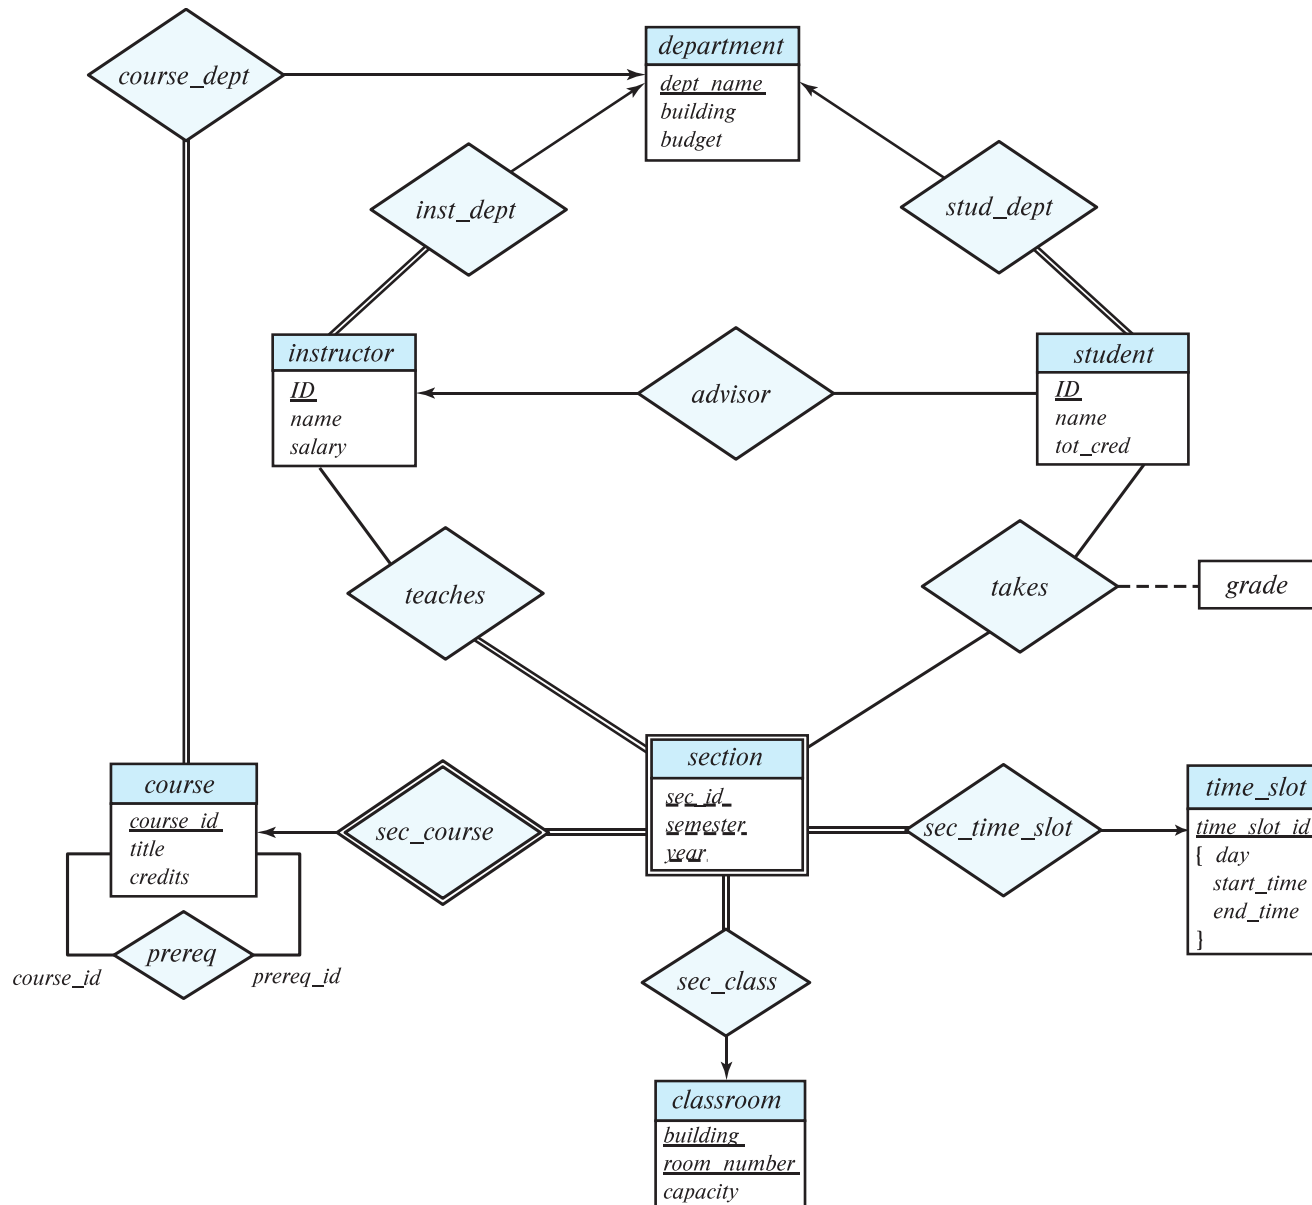 course_dept
department
dept_name
building
budget
inst_dept
stud_dept
instructor
ID
name
salary
advisor
student
ID
name
tot_cred
teaches
takes
grade
course
course_id
title
credits
sec_course
section
sec_id
semester
year
sec_time_slot
time_slot
time_slot_id
{ day
start_time
end_time
}
prereq
course_id
prereq_id
sec_class
classroom
building
room_number
capacity